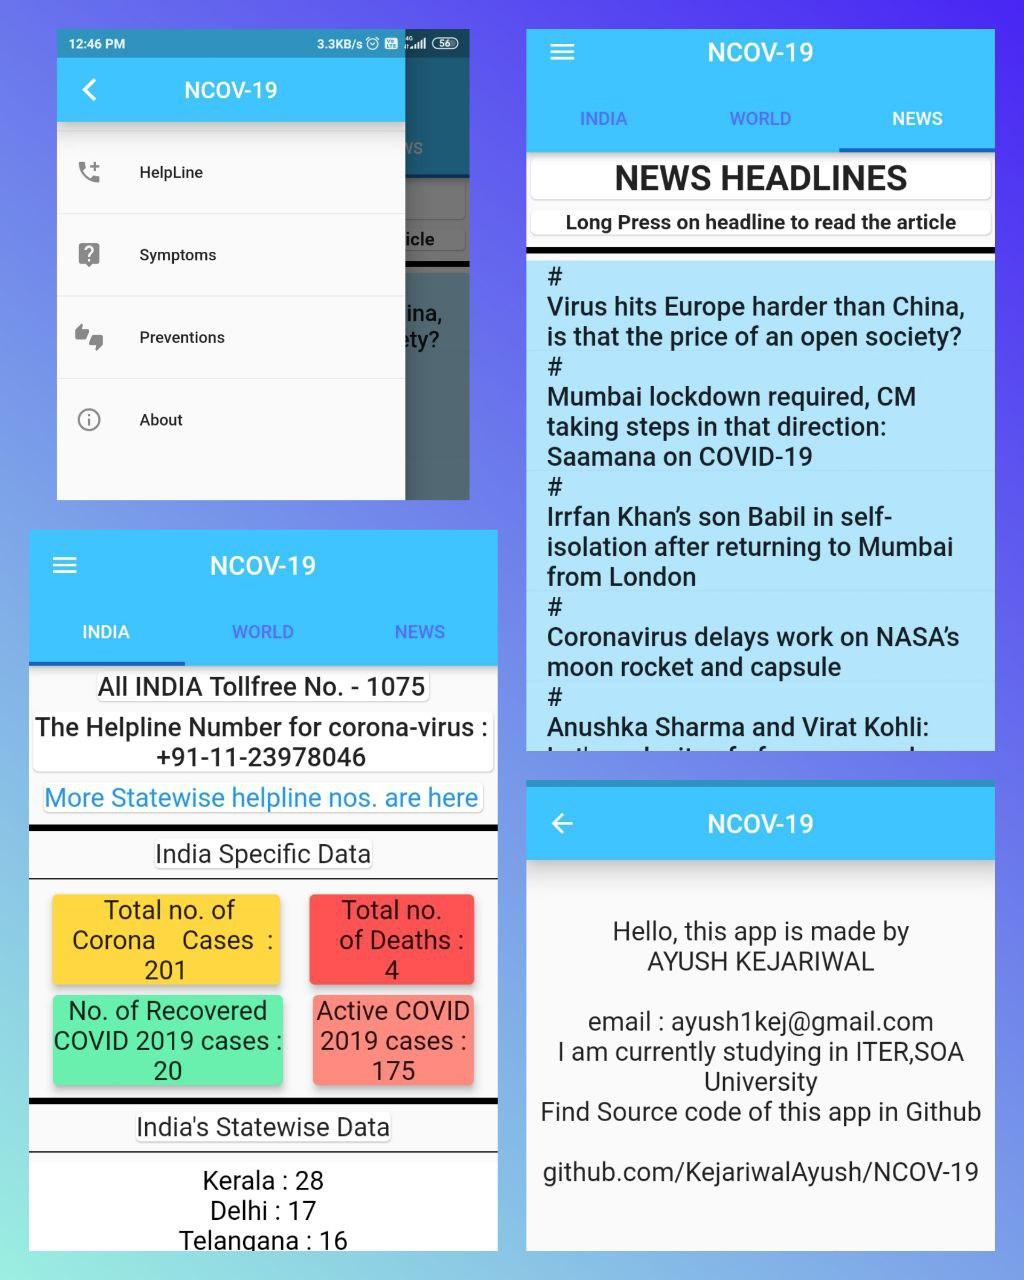 12:46 PM
3.3KB/s
4G
56
NCOV-19
HelpLine
Symptoms
Preventions
About
WS
icle
ina,
ety?
NCOV-19
INDIA WORLD NEWS
NEWS HEADLINES
Long Press on headline to read the article
#
Virus hits Europe harder than China,
is that the price of an open society?
#
Mumbai lockdown required, CM
taking steps in that direction:
Saamana on COVID-19
#
Irrfan Khan’s son Babil in self-
isolation after returning to Mumbai
from London
#
Coronavirus delays work on NASA’s
moon rocket and capsule
#
Anushka Sharma and Virat Kohli:
NCOV-19
INDIA WORLD NEWS
All INDIA Tollfree No. - 1075
The Helpline Number for corona-virus :
+91-11-23978046
More Statewise helpline nos. are here
India Specific Data
Total no. of
Corona Cases :
201
Total no.
of Deaths :
4
No. of Recovered
COVID 2019 cases :
20
Active COVID
2019 cases :
175
India's Statewise Data
Kerala : 28
Delhi : 17
Telangana : 16
NCOV-19
Hello, this app is made by
AYUSH KEJARIWAL
email : ayush1kej@gmail.com
I am currently studying in ITER,SOA
University
Find Source code of this app in Github
github.com/KejariwalAyush/NCOV-19